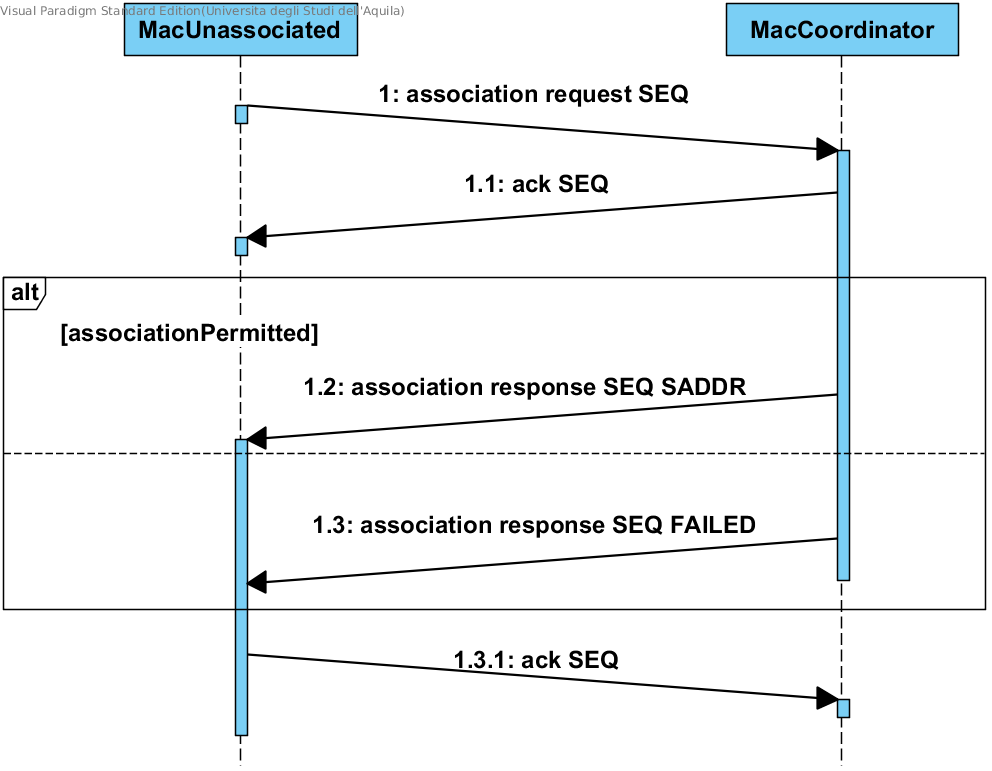 Visual Paradigm Standard Edition(Universita degli Studi dell'Aquila)
MacUnassociated
MacCoordinator
1: association request SEQ
1.1: ack SEQ
alt
[associationPermitted]
1.2: association response SEQ SADDR
1.3: association response SEQ FAILED
1.3.1: ack SEQ